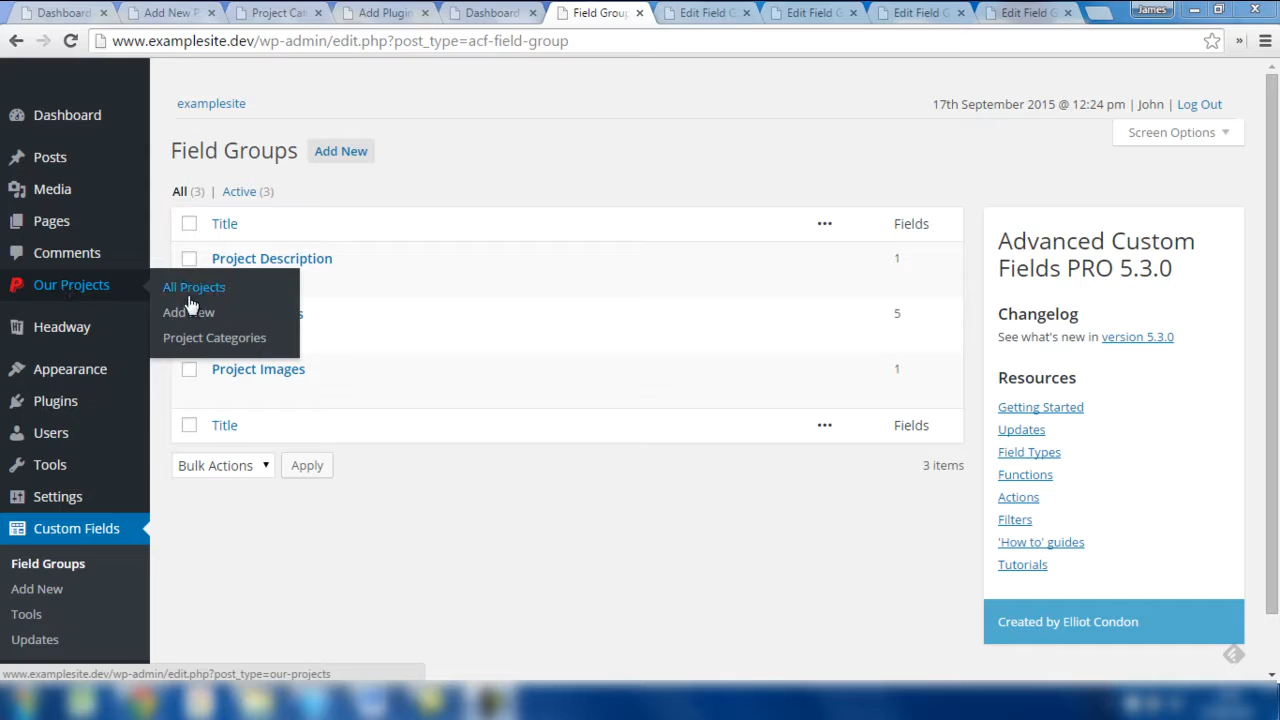 Dashboard
Add New P
Project Cat
Add Plugin
Dashboard
Field Grou
Edit Field G
Edit Field G
Edit Field G
Edit Field G
James
www.examplesite.dev/wp-admin/edit.php?post_type=acf-field-group
examplesite
17th September 2015 @ 12:24 pm | John | Log Out
Screen Options
Dashboard
Posts
Media
Pages
Comments
Our Projects
Headway
Appearance
Plugins
Users
Tools
Settings
Custom Fields
Field Groups
Add New
Tools
Updates
All Projects
Add New
Project Categories
Field Groups Add New
All (3) | Active (3)
Title ••• Fields
Project Description 1
s 5
Project Images 1
Title ••• Fields
Bulk Actions Apply 3 items
Advanced Custom
Fields PRO 5.3.0
Changelog
See what's new in version 5.3.0
Resources
Getting Started
Updates
Field Types
Functions
Actions
Filters
'How to' guides
Tutorials
Created by Elliot Condon
www.examplesite.dev/wp-admin/edit.php?post_type=our-projects